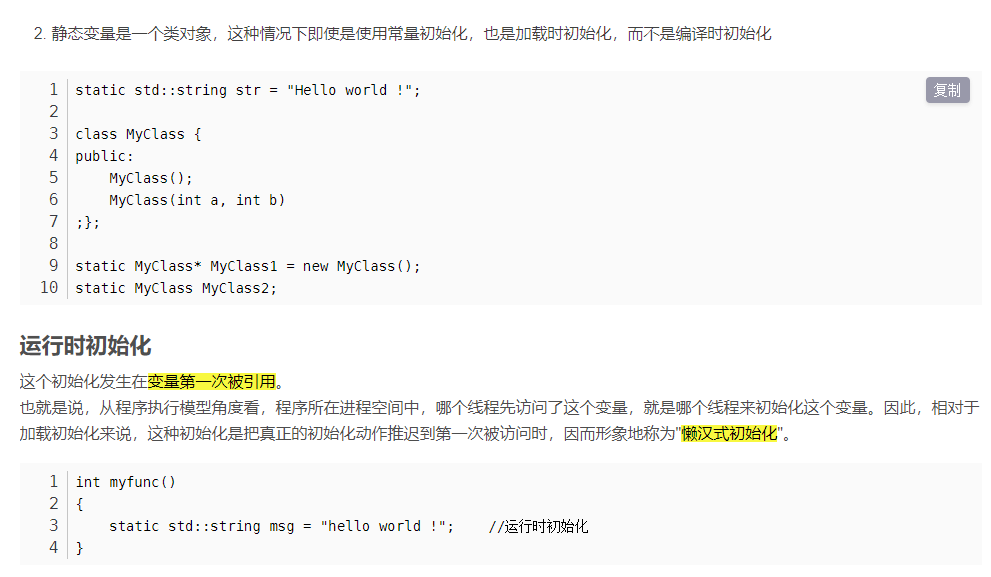 2. 静态变量是一个类对象，这种情况下即使是使用常量初始化，也是加载时初始化，而不是编译时初始化
复制
1 static std::string str = "Hello world !";
2
3 class MyClass {
4 public:
5     MyClass();
6     MyClass(int a, int b)
7 ;};
8
9 static MyClass* MyClass1 = new MyClass();
10 static MyClass MyClass2;
运行时初始化
这个初始化发生在变量第一次被引用。
也就是说，从程序执行模型角度看，程序所在进程空间中，哪个线程先访问了这个变量，就是哪个线程来初始化这个变量。因此，相对于
加载初始化来说，这种初始化是把真正的初始化动作推迟到第一次被访问时，因而形象地称为"懒汉式初始化"。
1 int myfunc()
2 {
3     static std::string msg = "hello world !";    //运行时初始化
4 }